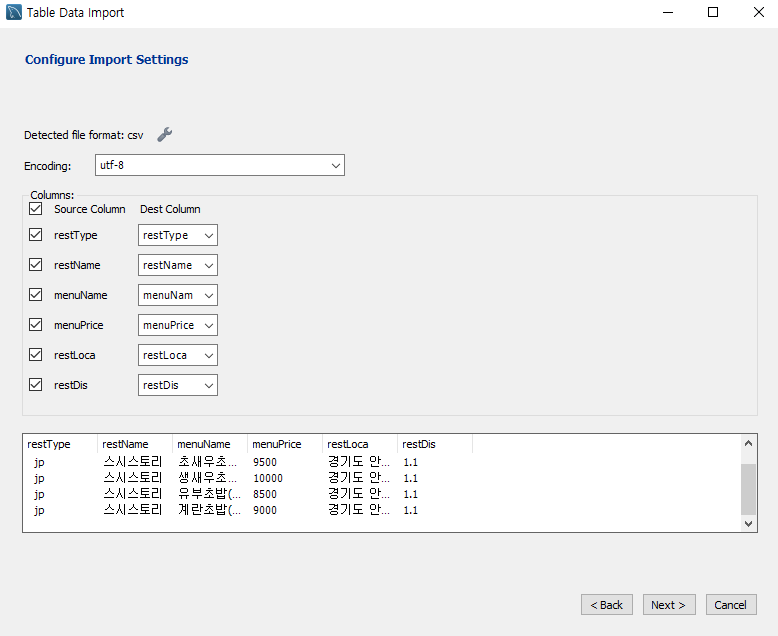 Table Data Import
Configure Import Settings
Detected file format: csv
Encoding: utf-8
Columns:
Source Column Dest Column
restType restType
restName restName
menuName menuNam
menuPrice menuPrice
restLoca restLoca
restDis restDis
restType restName menuName menuPrice restLoca restDis
jp 스시스토리 초새우초... 9500 경기도 안... 1.1
jp 스시스토리 생새우초... 10000 경기도 안... 1.1
jp 스시스토리 유부초밥(... 8500 경기도 안... 1.1
jp 스시스토리 계란초밥(... 9000 경기도 안... 1.1
< Back Next > Cancel